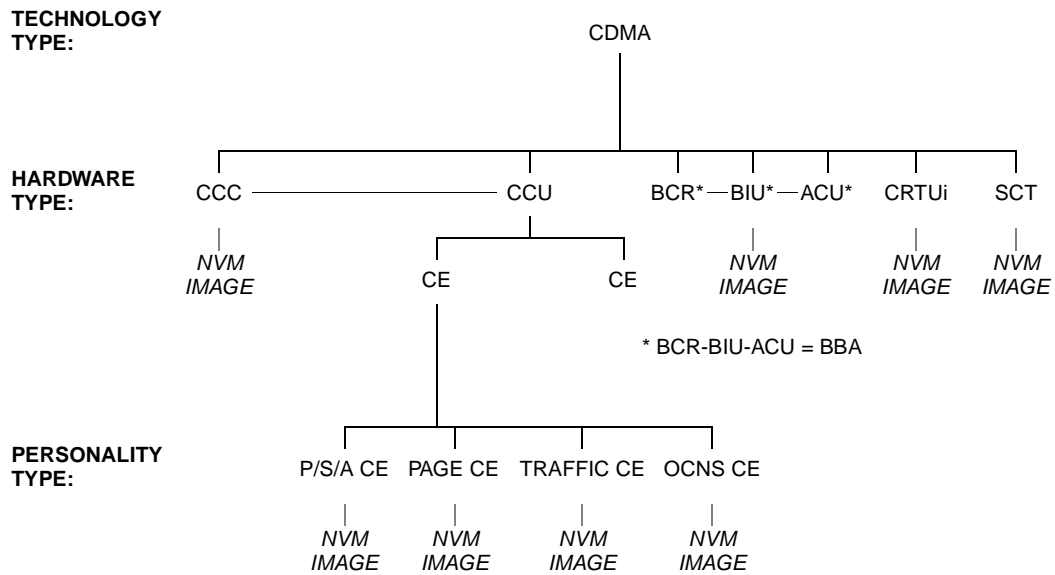 TECHNOLOGY
TYPE:
CDMA
HARDWARE
TYPE:
CCC
CCU
BCR*
BIU*
ACU*
CRTUi
SCT
NVM
IMAGE
CE
CE
NVM
IMAGE
NVM
IMAGE
NVM
IMAGE
* BCR-BIU-ACU = BBA
PERSONALITY
TYPE:
P/S/A CE
PAGE CE
TRAFFIC CE
OCNS CE
NVM
IMAGE
NVM
IMAGE
NVM
IMAGE
NVM
IMAGE